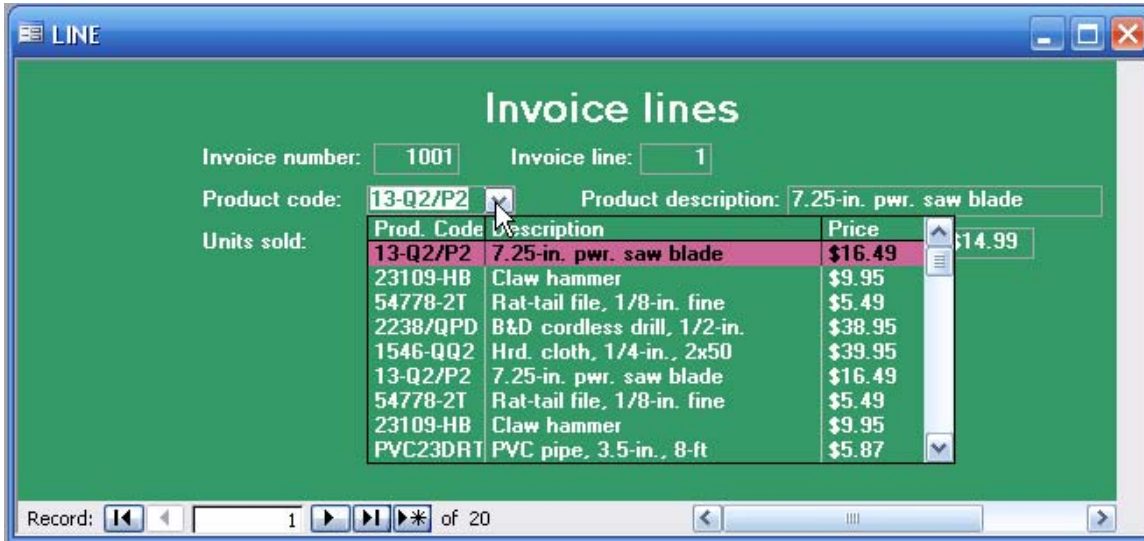 LINE
Invoice lines
Invoice number: 1001 Invoice line: 1
Product code: 13-Q2/P2 Product description: 7.25-in. pwr. saw blade
Units sold: $14.99
Prod. Code Description Price
13-Q2/P2 7.25-in. pwr. saw blade $16.49
23109-HB Claw hammer $9.95
54778-2T Rat-tail file, 1/8-in. fine $5.49
2238/QPD B&D cordless drill, 1/2-in. $38.95
1546-QQ2 Hrd. cloth, 1/4-in., 2x50 $39.95
13-Q2/P2 7.25-in. pwr. saw blade $16.49
54778-2T Rat-tail file, 1/8-in. fine $5.49
23109-HB Claw hammer $9.95
PVC23DRT PVC pipe, 3.5-in., 8-ft $5.87
Record: 1 of 20